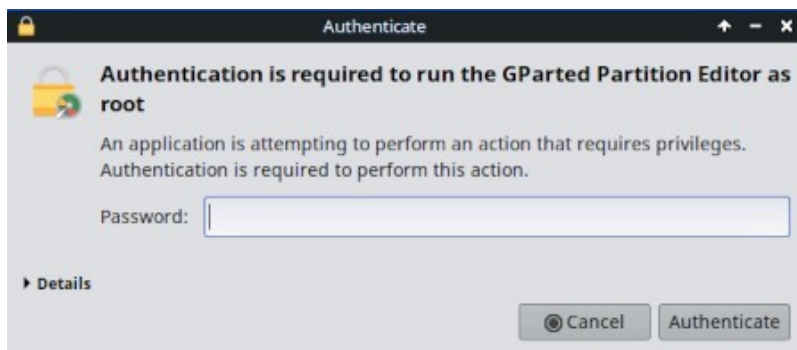 Authenticate
Authentication is required to run the GParted Partition Editor as
root
An application is attempting to perform an action that requires privileges.
Authentication is required to perform this action.
Password:
Details
Cancel Authenticate